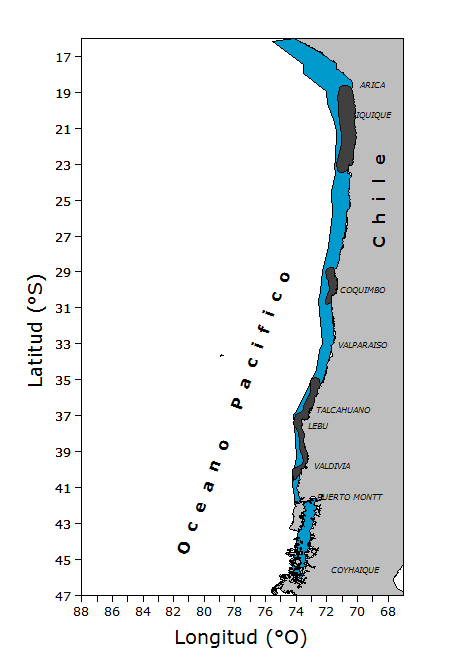 17
19
ARICA
IQUIQUE
21
23
Chile
25
27
29
COQUIMBO
31
VALPARAISO
33
Latitud (°S)
Oceano Pacifico
35
37
TALCAHUANO
LEBU
39
VALDIVIA
41
PUERTO MONTT
43
45
COYHAIQUE
47
88 86 84 82 80 79 76 74 72 70 68
Longitud (°O)